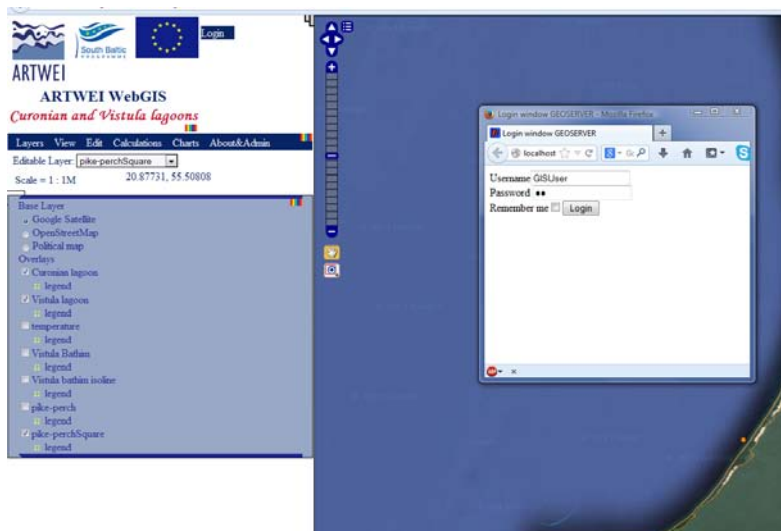 South Baltic
PROGRAMME
Login
ARTWEI
ARTWEI WebGIS
Curonian and Vistula lagoons
Layers View Edit Calculations Charts About&Admin
Editable Layer: pike-perchSquare
Scale = 1 : 1M
20.87731, 55.50808
Base Layer
Google Satellite
OpenStreetMap
Political map
Overlays
Curonian lagoon
legend
Vistula lagoon
legend
temperature
legend
Vistula Bathim
legend
Vistula bathim isoline
legend
pike-perch
legend
pike-perchSquare
legend
Login window GEOSERVER - Mozilla Firefox
Login window GEOSERVER
localhost
Username GISUser
Password ●●
Remember me Login